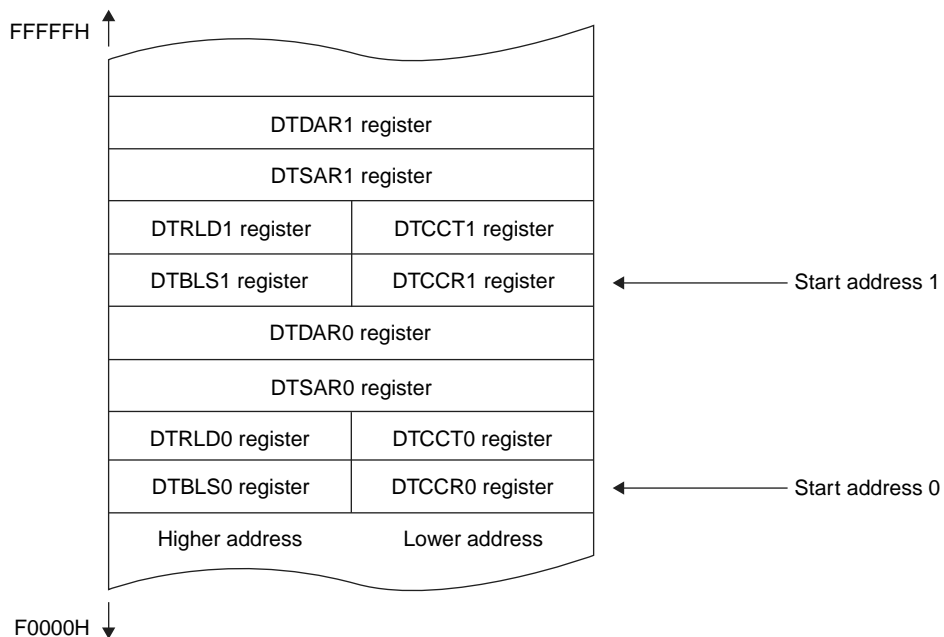 FFFFFH
DTDAR1 register
DTSAR1 register
DTRLD1 register DTCCT1 register
DTBLS1 register DTCCR1 register Start address 1
DTDAR0 register
DTSAR0 register
DTRLD0 register DTCCT0 register
DTBLS0 register DTCCR0 register Start address 0
Higher address Lower address
F0000H